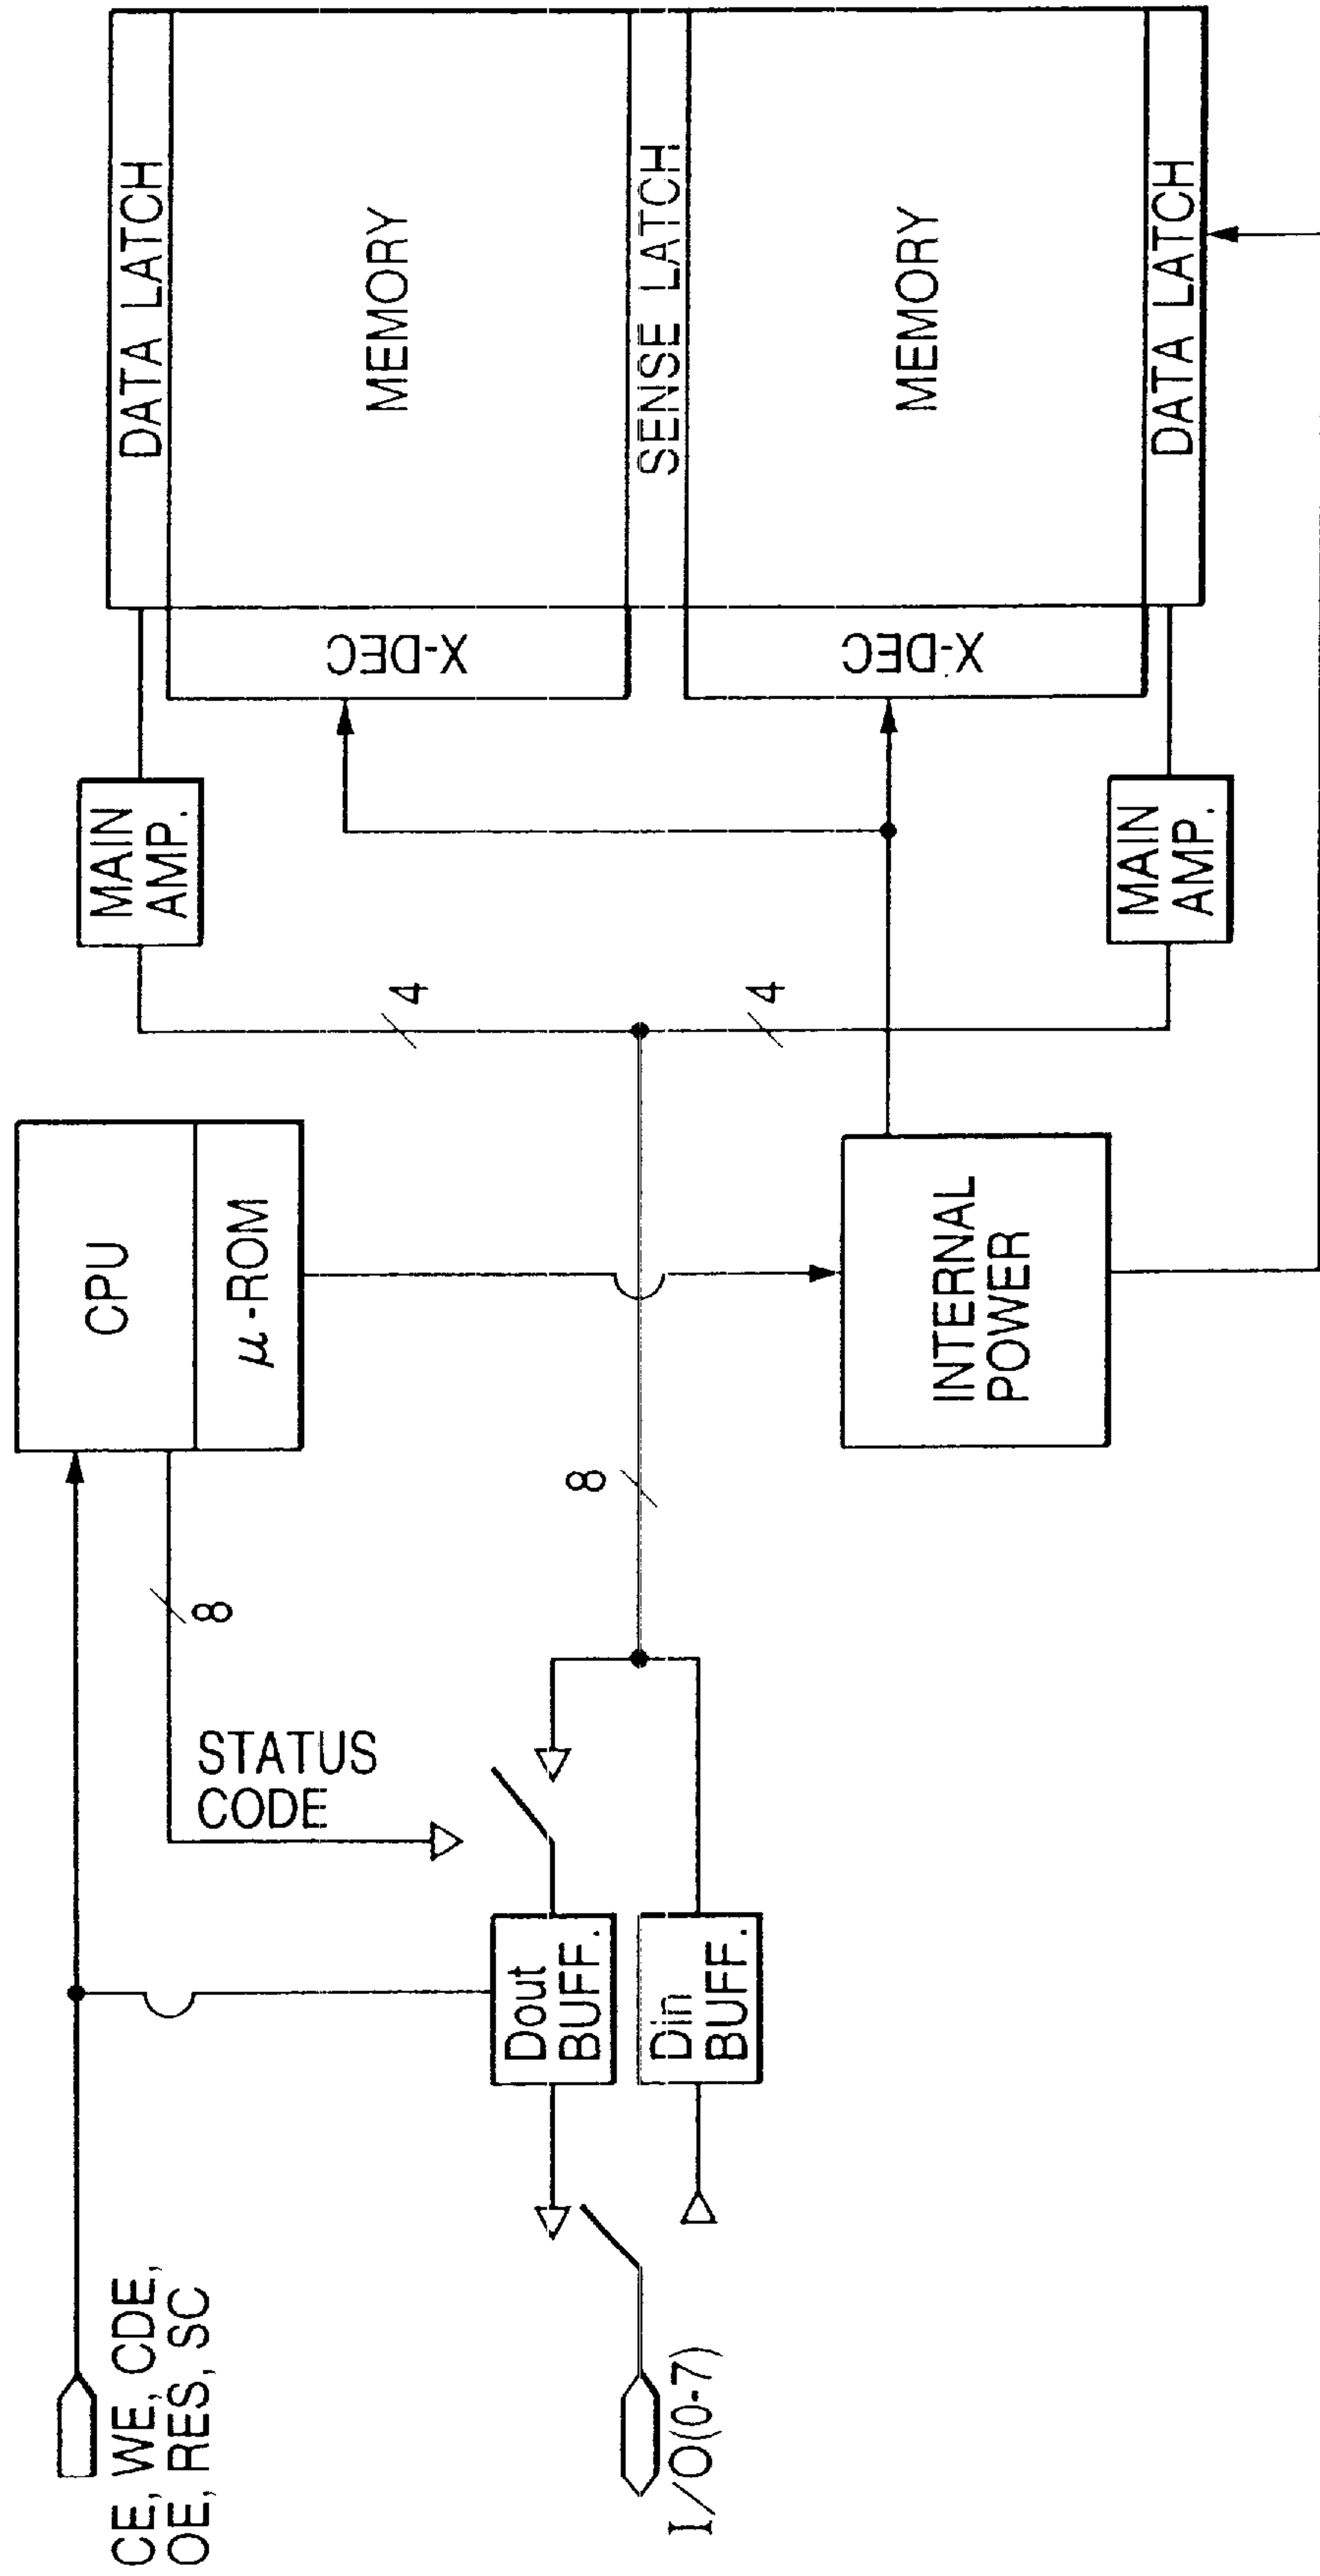 CE, WE, CDE,
OE, RES, SC
I/O(0-7)
Dout
BUFF.
Din
BUFF.
STATUS
CODE
8
8
CPU
μ-ROM
INTERNAL
POWER
4
4
MAIN
AMP.
MAIN
AMP.
X-DEC
X-DEC
DATA LATCH
MEMORY
SENSE LATCH
MEMORY
DATA LATCH